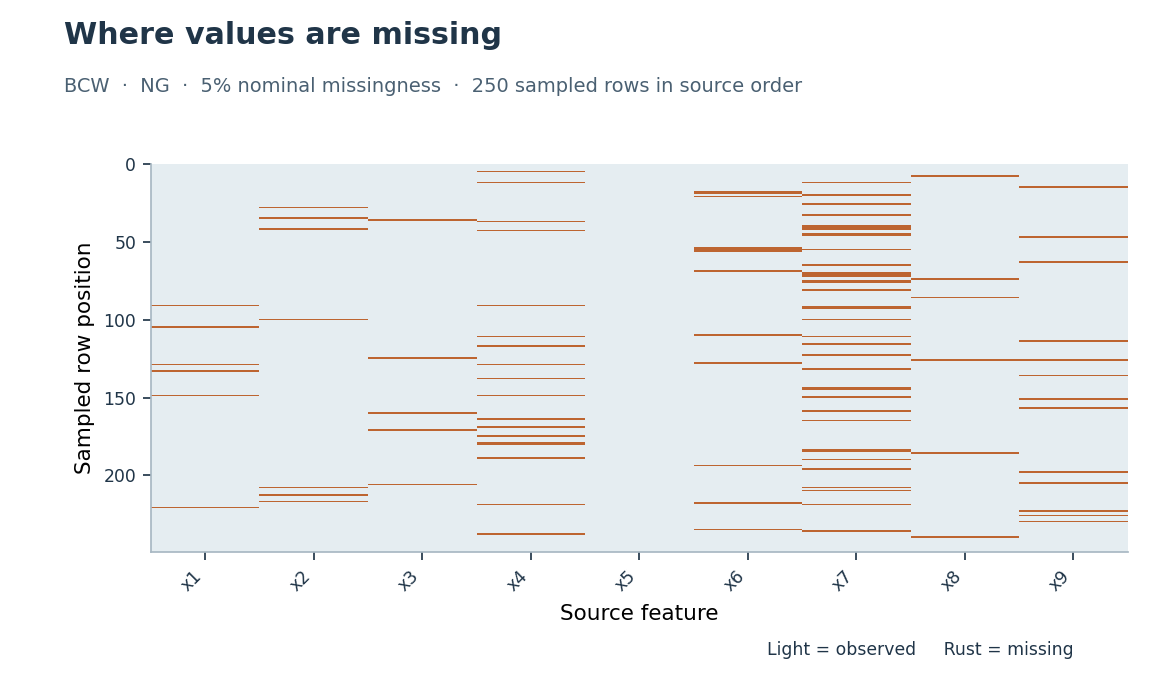 Where values are missing
BCW · NG · 5% nominal missingness · 250 sampled rows in source order
0
50
100
150
200
Sampled row position
x1 x2 x3 x4 x5 x6 x7 x8 x9
Source feature
Light = observed Rust = missing